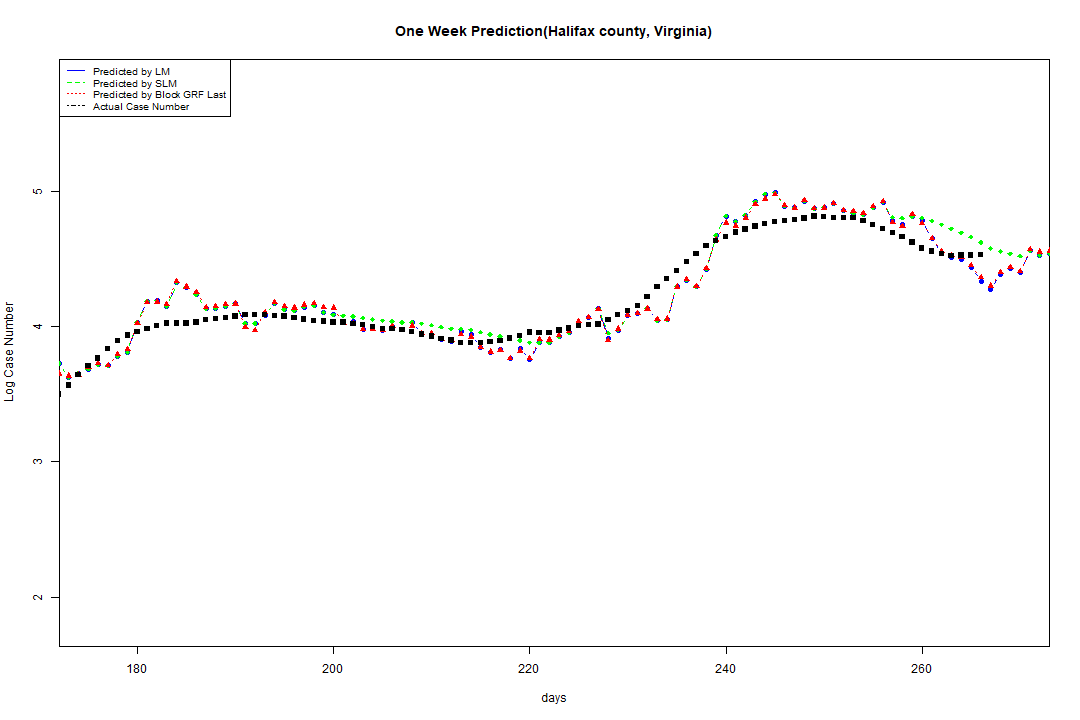 One Week Prediction(Halifax county, Virginia)
Predicted by LM
Predicted by SLM
Predicted by Block GRF Last
Actual Case Number
5
4
3
2
Log Case Number
180 200 220 240 260
days